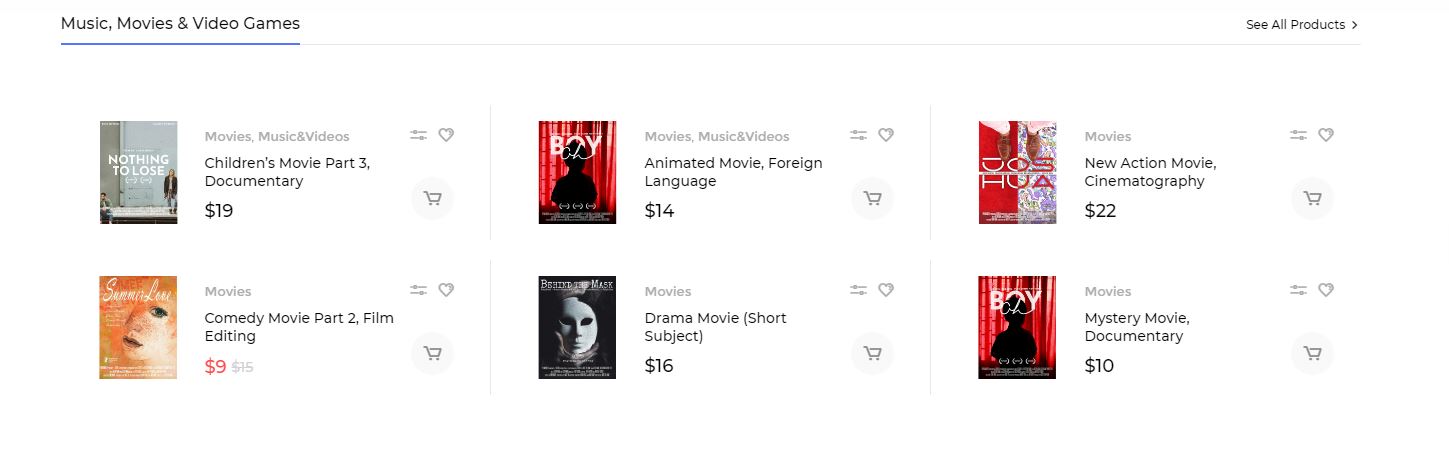 Music, Movies & Video Games
See All Products
NOTHING
TO LOSE
Movies, Music&Videos
Children’s Movie Part 3,
Documentary
$19
BOY
Oh
Movies, Music&Videos
Animated Movie, Foreign
Language
$14
JOS
HUA
Movies
New Action Movie,
Cinematography
$22
Summer Love
Movies
Comedy Movie Part 2, Film
Editing
$9 $15
BEHIND THE MASK
Movies
Drama Movie (Short
Subject)
$16
BOY
Oh
Movies
Mystery Movie,
Documentary
$10